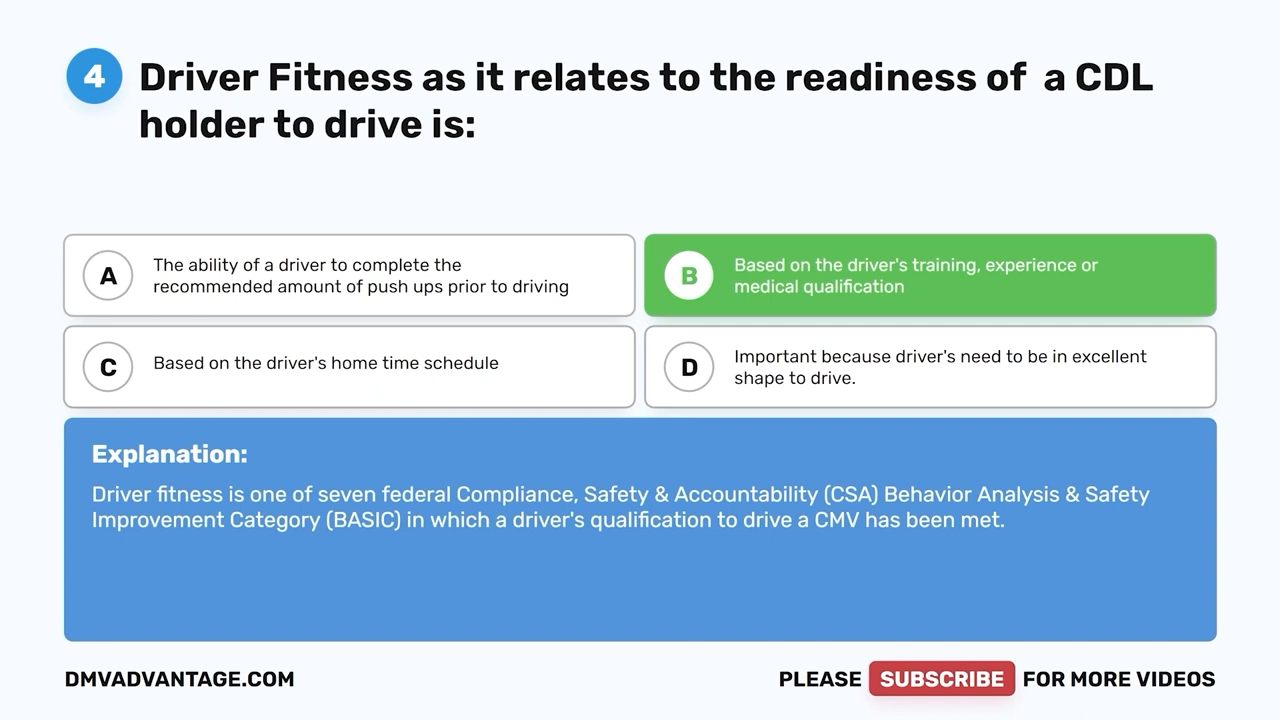 4
Driver Fitness as it relates to the readiness of a CDL
holder to drive is:
A
The ability of a driver to complete the
recommended amount of push ups prior to driving
B
Based on the driver's training, experience or
medical qualification
C
Based on the driver's home time schedule
D
Important because driver's need to be in excellent
shape to drive.
Explanation:
Driver fitness is one of seven federal Compliance, Safety & Accountability (CSA) Behavior Analysis & Safety
Improvement Category (BASIC) in which a driver's qualification to drive a CMV has been met.
DMVADVANTAGE.COM
PLEASE SUBSCRIBE FOR MORE VIDEOS